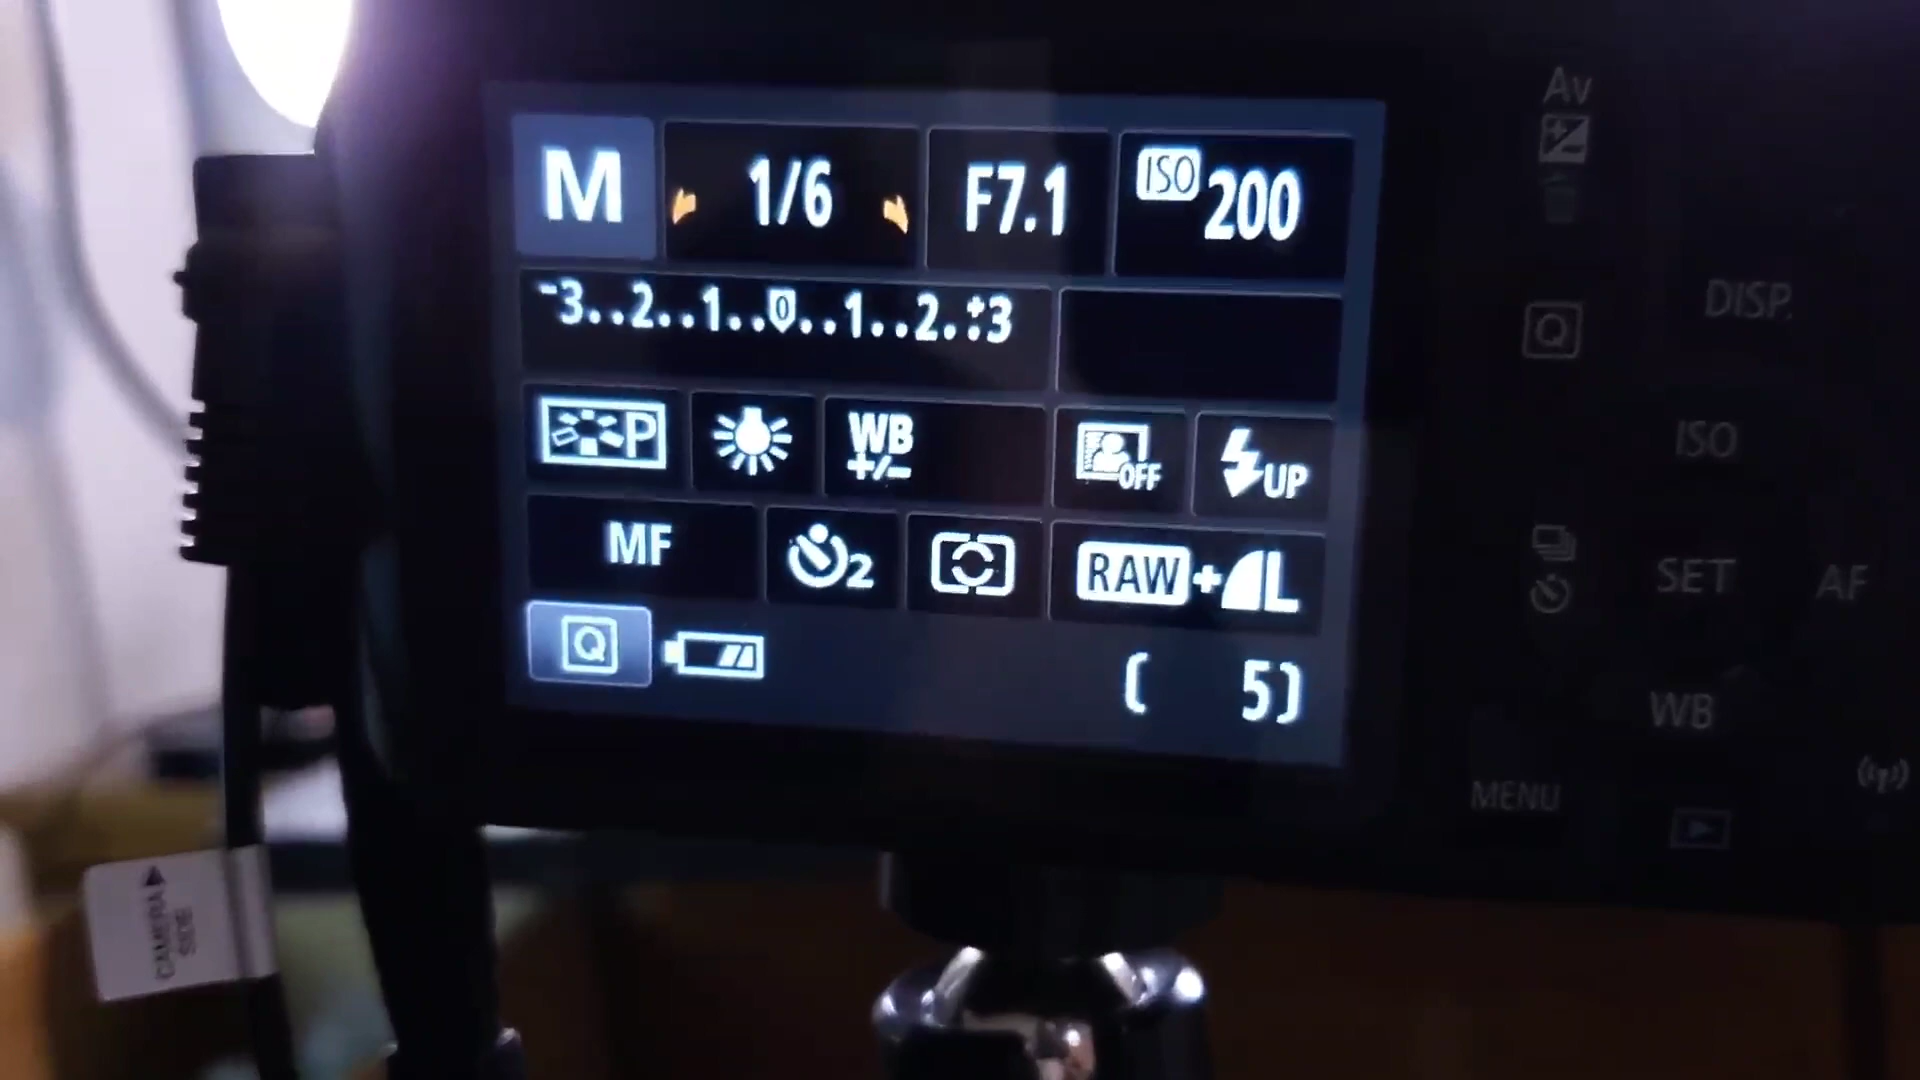 M 1/6 F7.1 ISO 200
-3..2..1..0..1..2.:+3
P WB +/- OFF UP
MF 2 RAW+L
Q ( 5)
Av
Q DISP.
ISO
SET AF
WB
MENU
CAMERA
SIDE